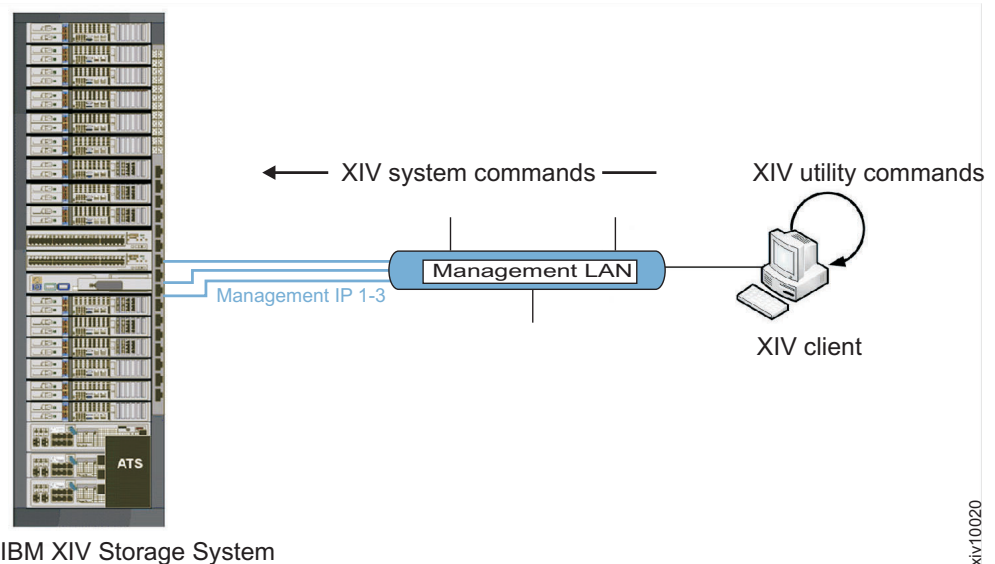 XIV system commands
XIV utility commands
Management LAN
Management IP 1-3
XIV client
ATS
IBM XIV Storage System
xiv10020